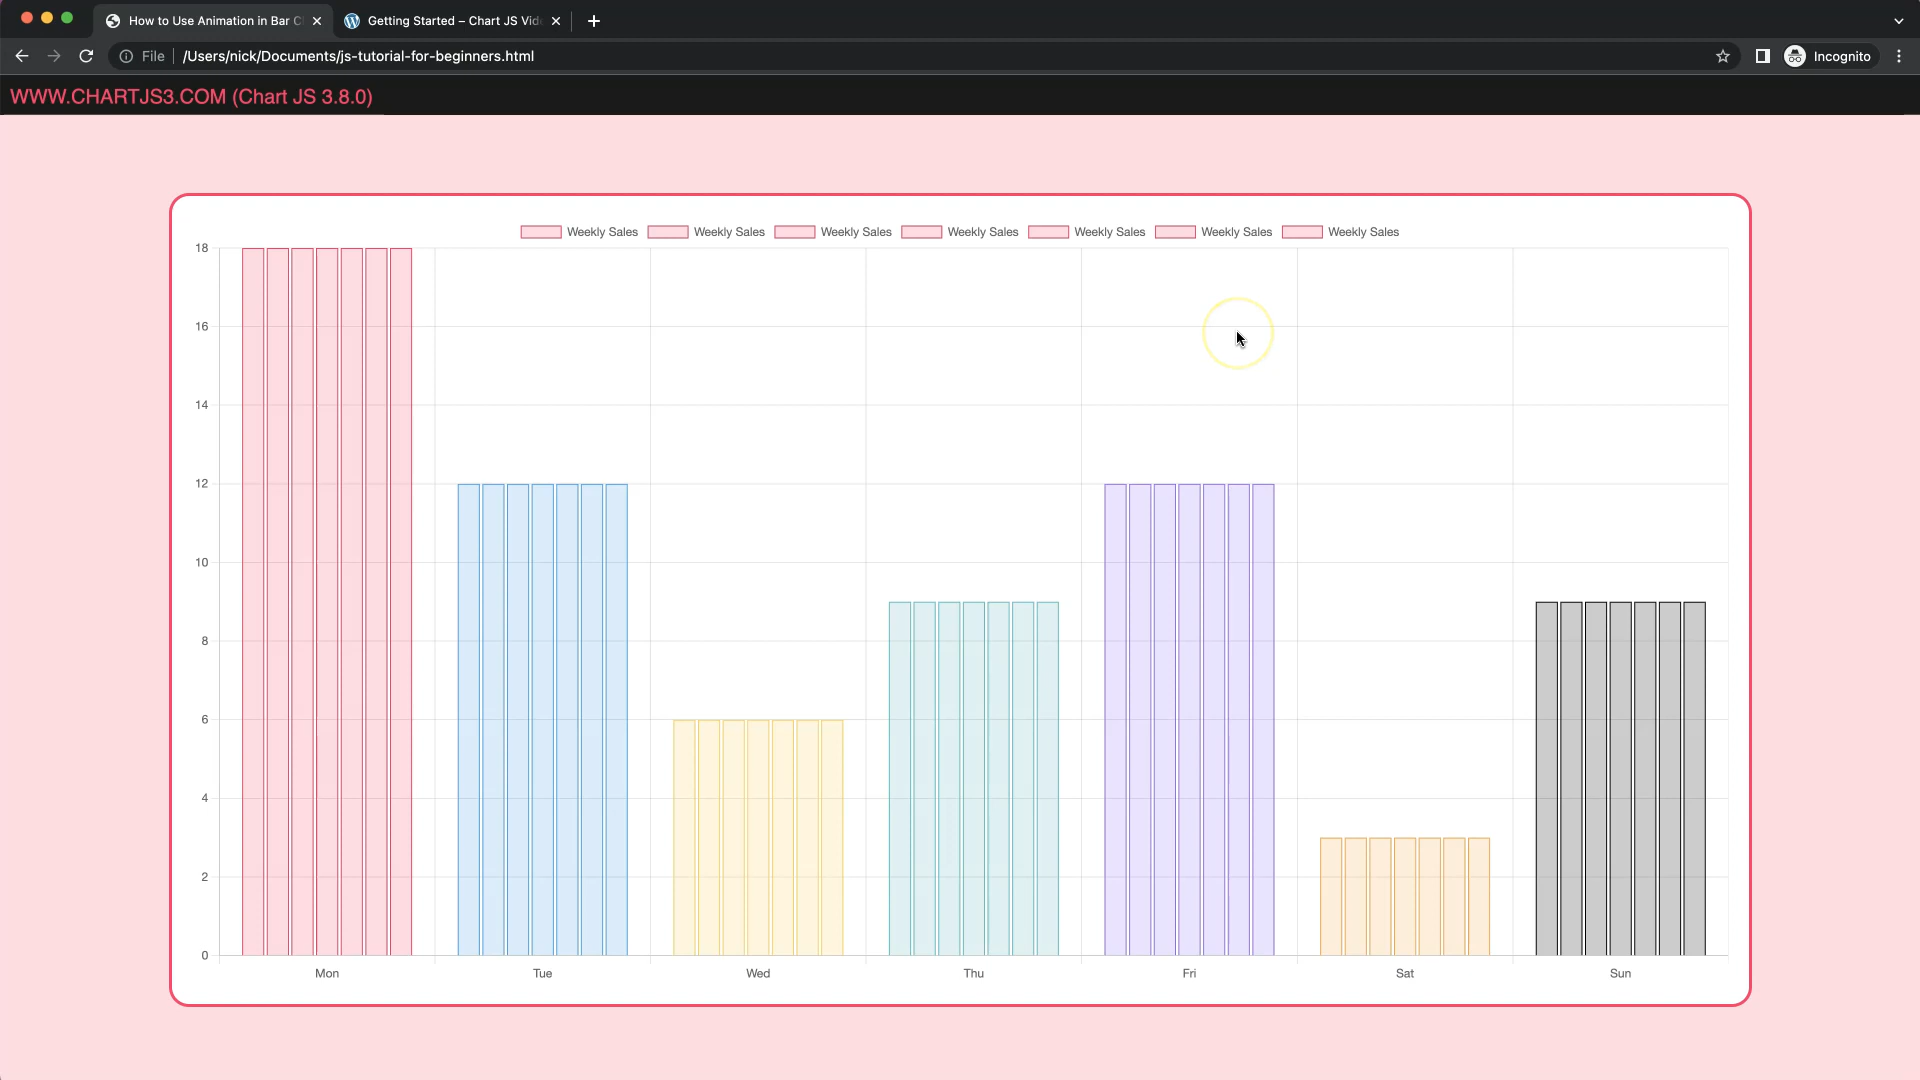 How to Use Animation in Bar C
Getting Started – Chart JS Vid
File
/Users/nick/Documents/js-tutorial-for-beginners.html
Incognito
WWW.CHARTJS3.COM (Chart JS 3.8.0)
Weekly Sales Weekly Sales Weekly Sales Weekly Sales Weekly Sales Weekly Sales Weekly Sales
18
16
14
12
10
8
6
4
2
0
Mon Tue Wed Thu Fri Sat Sun